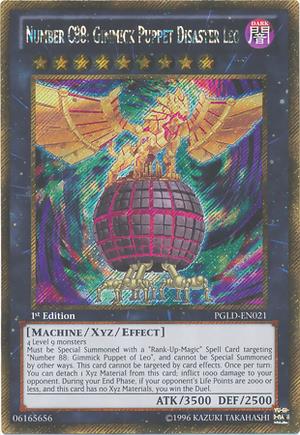 NUMBER C88: GIMMICK PUPPET DISASTER LEO
DARK
闇
1st Edition
PGLD-EN021
[MACHINE/XYZ/EFFECT]
4 Level 9 monsters
Must be Special Summoned with a "Rank-Up-Magic" Spell Card targeting
"Number 88: Gimmick Puppet of Leo", and cannot be Special Summoned
by other ways. This card cannot be targeted by card effects. Once per turn:
You can detach 1 Xyz Material from this card; inflict 1000 damage to your
opponent. During your End Phase, if your opponent's Life Points are 2000 or
less, and this card has no Xyz Materials, you win the Duel.
ATK/3500 DEF/2500
06165656
©1996 KAZUKI TAKAHASHI